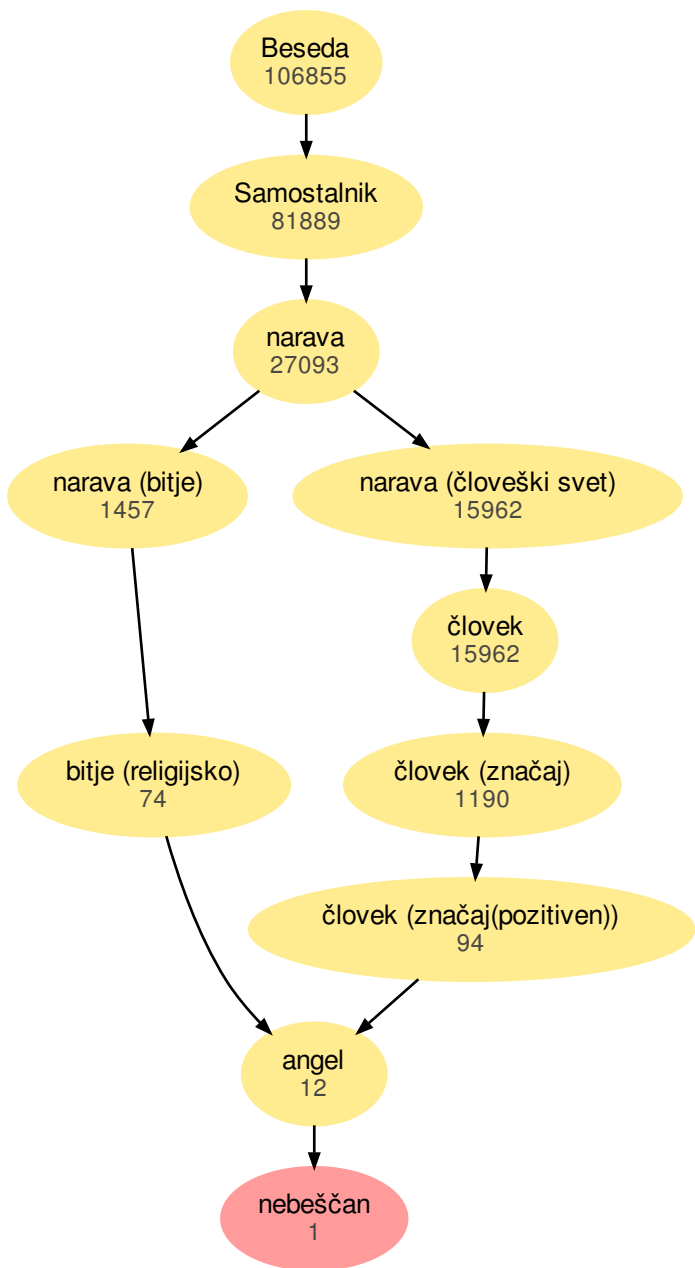 Beseda
106855
Samostalnik
81889
narava
27093
narava (bitje)
1457
narava (človeški svet)
15962
človek
15962
bitje (religijsko)
74
človek (značaj)
1190
človek (značaj(pozitiven))
94
angel
12
nebeščan
1